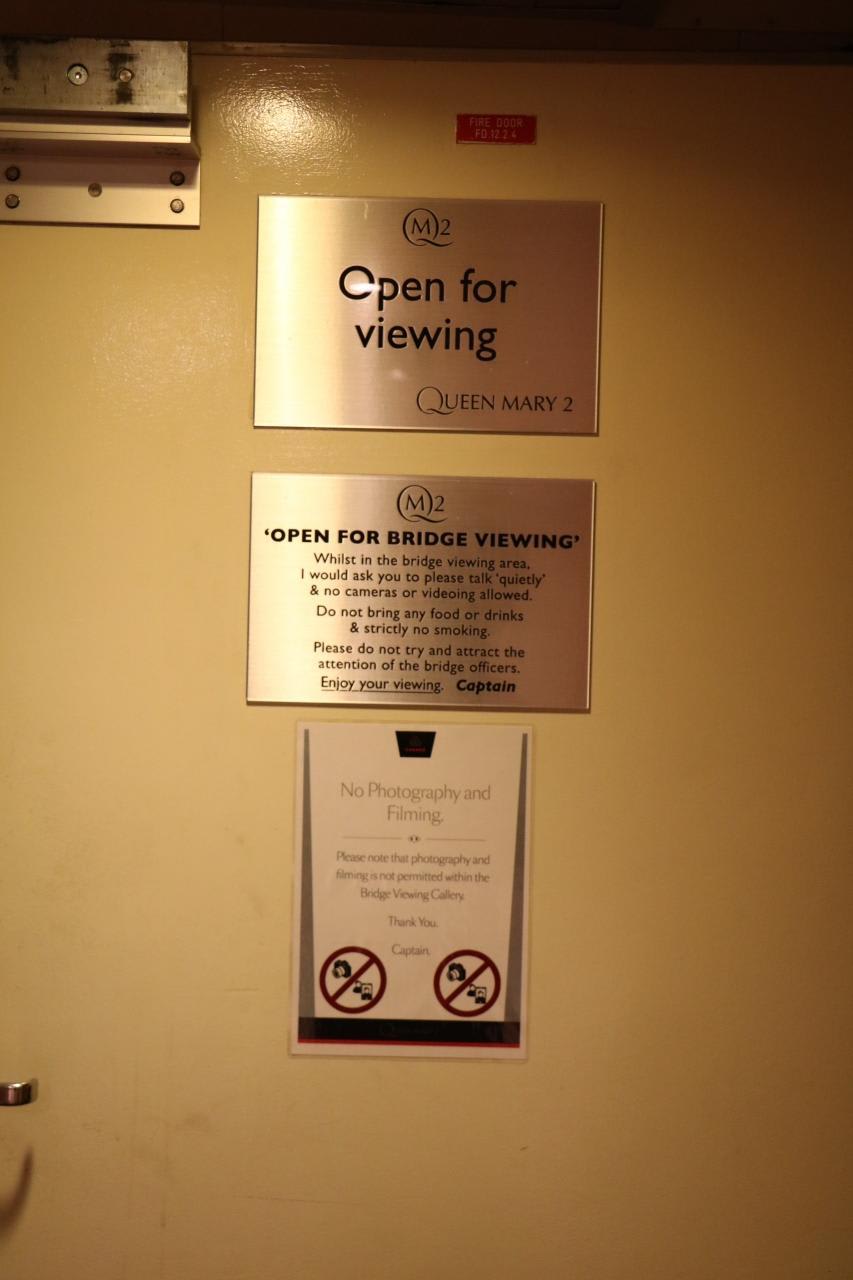 FIRE DOOR
FD.12.2.4
QM2
Open for
viewing
QUEEN MARY 2
QM2
‘OPEN FOR BRIDGE VIEWING’
Whilst in the bridge viewing area,
I would ask you to please talk ‘quietly’
& no cameras or videoing allowed.
Do not bring any food or drinks
& strictly no smoking.
Please do not try and attract the
attention of the bridge officers.
Enjoy your viewing. Captain
No Photography and
Filming.
Please note that photography and
filming is not permitted within the
Bridge Viewing Gallery.
Thank You.
Captain.